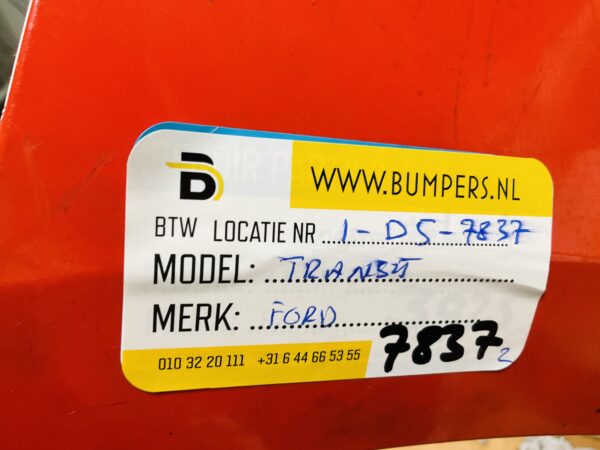 B
WWW.BUMPERS.NL
BTW LOCATIE NR 1-D5-7837
MODEL: TRANSIT
MERK: FORD
7837 2
010 32 20 111 +31 6 44 66 53 55